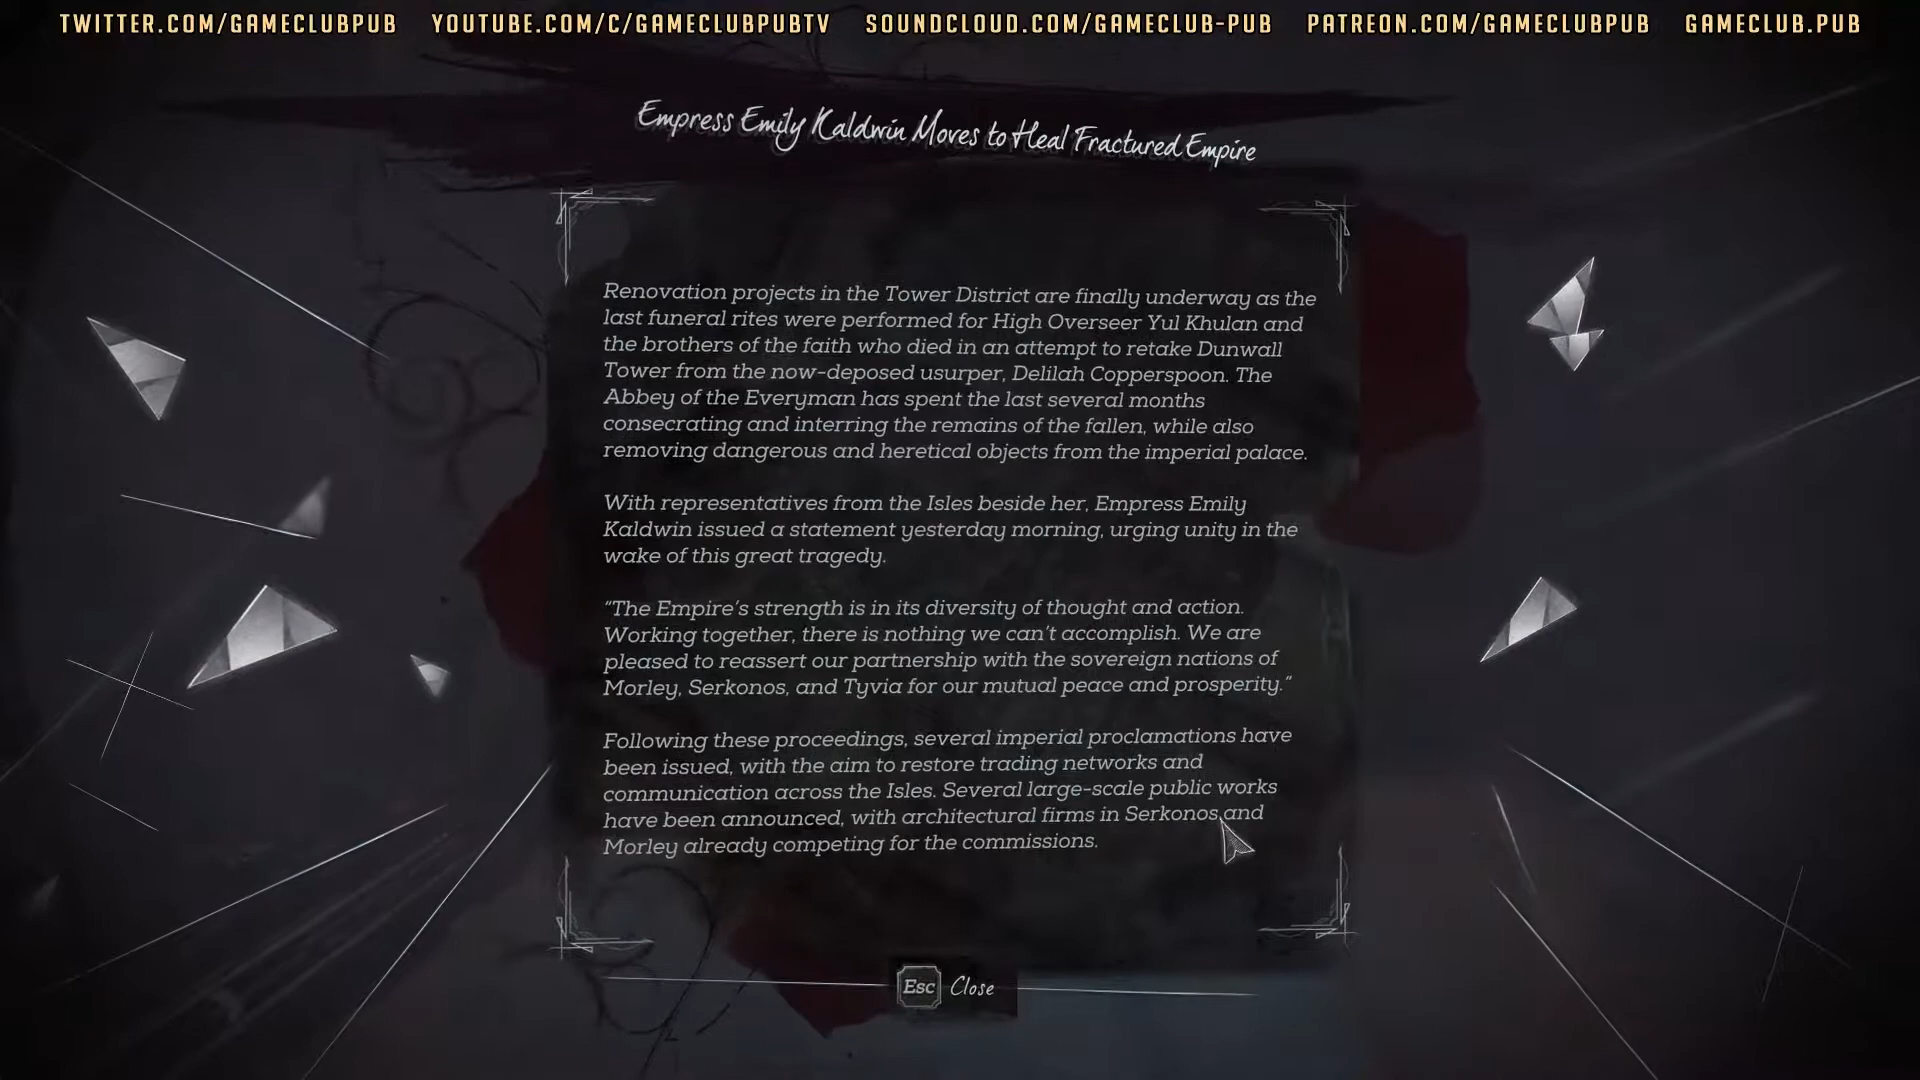 TWITTER.COM/GAMECLUBPUB YOUTUBE.COM/C/GAMECLUBPUBTV SOUNDCLOUD.COM/GAMECLUB-PUB PATREON.COM/GAMECLUBPUB GAMECLUB.PUB
Empress Emily Kaldwin Moves to Heal Fractured Empire
Renovation projects in the Tower District are finally underway as the
last funeral rites were performed for High Overseer Yul Khulan and
the brothers of the faith who died in an attempt to retake Dunwall
Tower from the now-deposed usurper, Delilah Copperspoon. The
Abbey of the Everyman has spent the last several months
consecrating and interring the remains of the fallen, while also
removing dangerous and heretical objects from the imperial palace.
With representatives from the Isles beside her, Empress Emily
Kaldwin issued a statement yesterday morning, urging unity in the
wake of this great tragedy.
“The Empire’s strength is in its diversity of thought and action.
Working together, there is nothing we can’t accomplish. We are
pleased to reassert our partnership with the sovereign nations of
Morley, Serkonos, and Tyvia for our mutual peace and prosperity.”
Following these proceedings, several imperial proclamations have
been issued, with the aim to restore trading networks and
communication across the Isles. Several large-scale public works
have been announced, with architectural firms in Serkonos and
Morley already competing for the commissions.
Esc Close